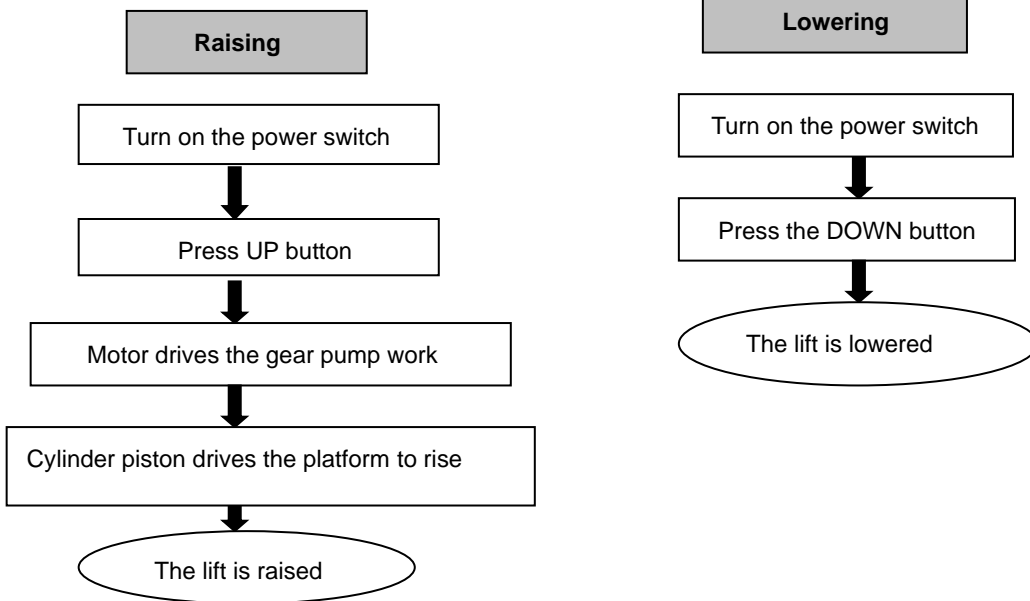 Raising
Turn on the power switch
Press UP button
Motor drives the gear pump work
Cylinder piston drives the platform to rise
The lift is raised
Lowering
Turn on the power switch
Press the DOWN button
The lift is lowered